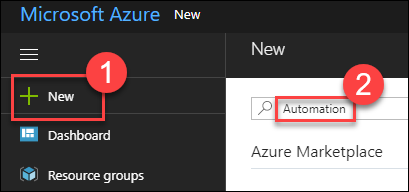 Microsoft Azure New
1
New
Dashboard
Resource groups
New
2
Automation
Azure Marketplace